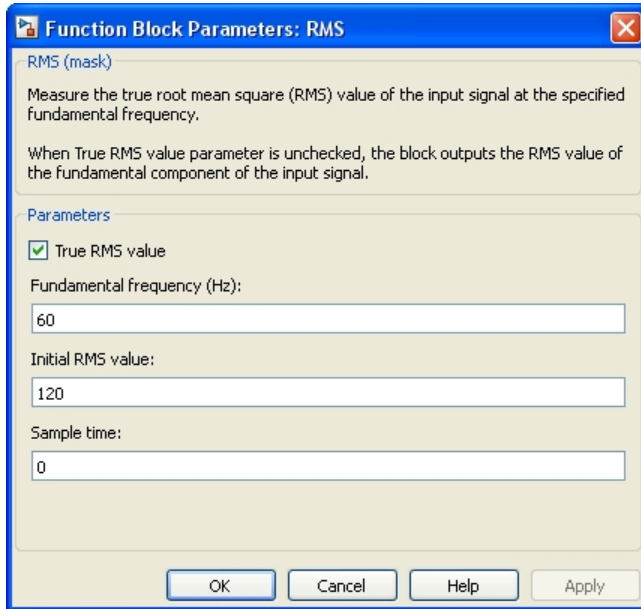 Function Block Parameters: RMS
RMS (mask)
Measure the true root mean square (RMS) value of the input signal at the specified
fundamental frequency.
When True RMS value parameter is unchecked, the block outputs the RMS value of
the fundamental component of the input signal.
Parameters
True RMS value
Fundamental frequency (Hz):
60
Initial RMS value:
120
Sample time:
0
OK
Cancel
Help
Apply